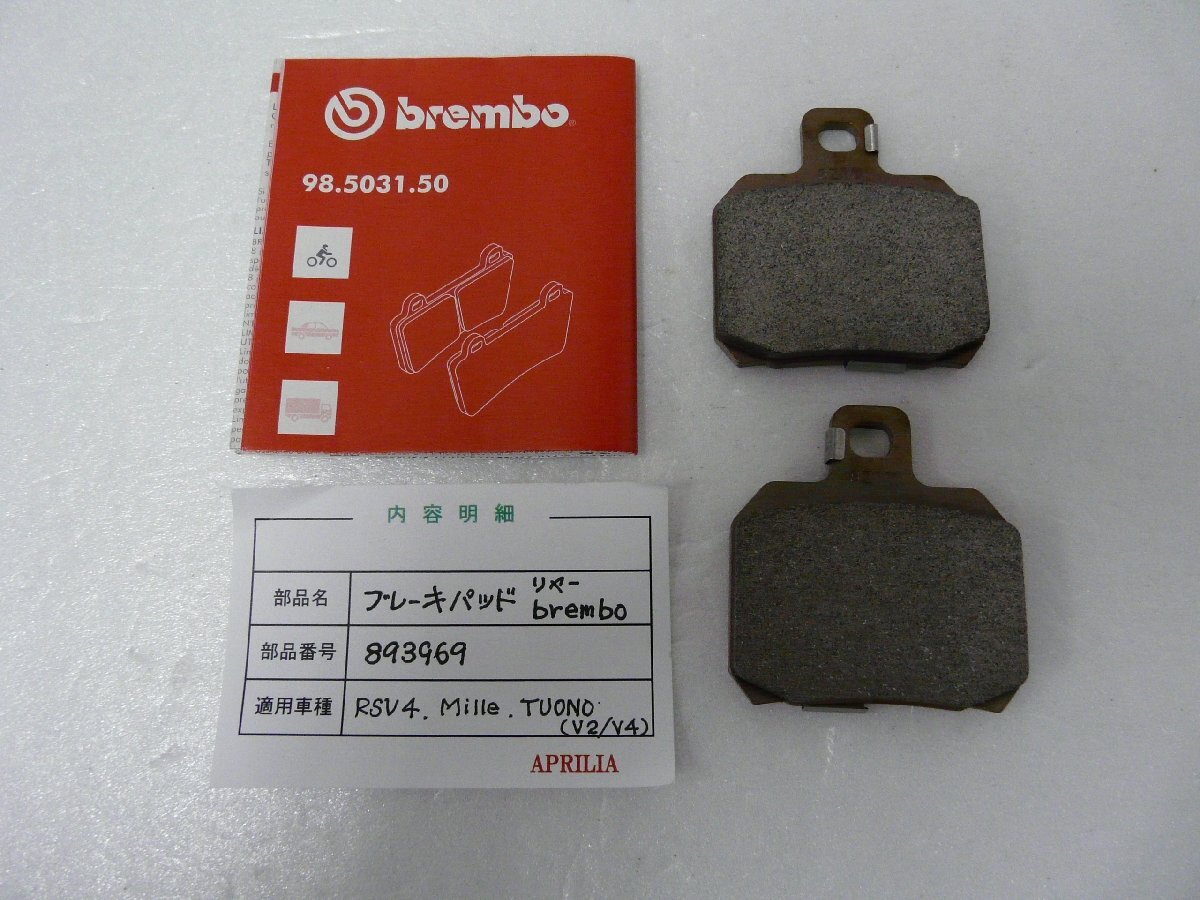 brembo
98.5031.50
内容明細
部品名 ブレーキパッド リヤー brembo
部品番号 893969
適用車種 RSV4. Mille. TUONO (V2/V4)
APRILIA